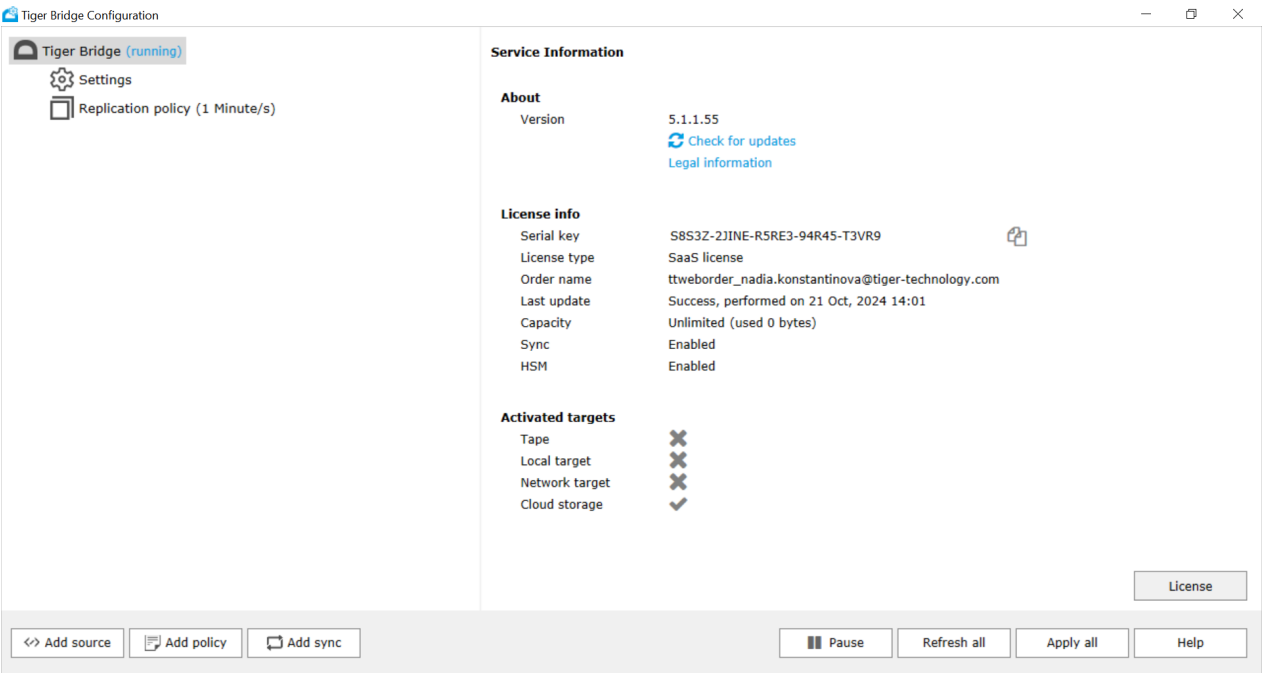 Tiger Bridge Configuration
Tiger Bridge (running)
Settings
Replication policy (1 Minute/s)
Service Information
About
Version 5.1.1.55
Check for updates
Legal information
License info
Serial key S8S3Z-2JINE-R5RE3-94R45-T3VR9
License type SaaS license
Order name ttweborder_nadia.konstantinova@tiger-technology.com
Last update Success, performed on 21 Oct, 2024 14:01
Capacity Unlimited (used 0 bytes)
Sync Enabled
HSM Enabled
Activated targets
Tape
Local target
Network target
Cloud storage
License
Add source Add policy Add sync Pause Refresh all Apply all Help